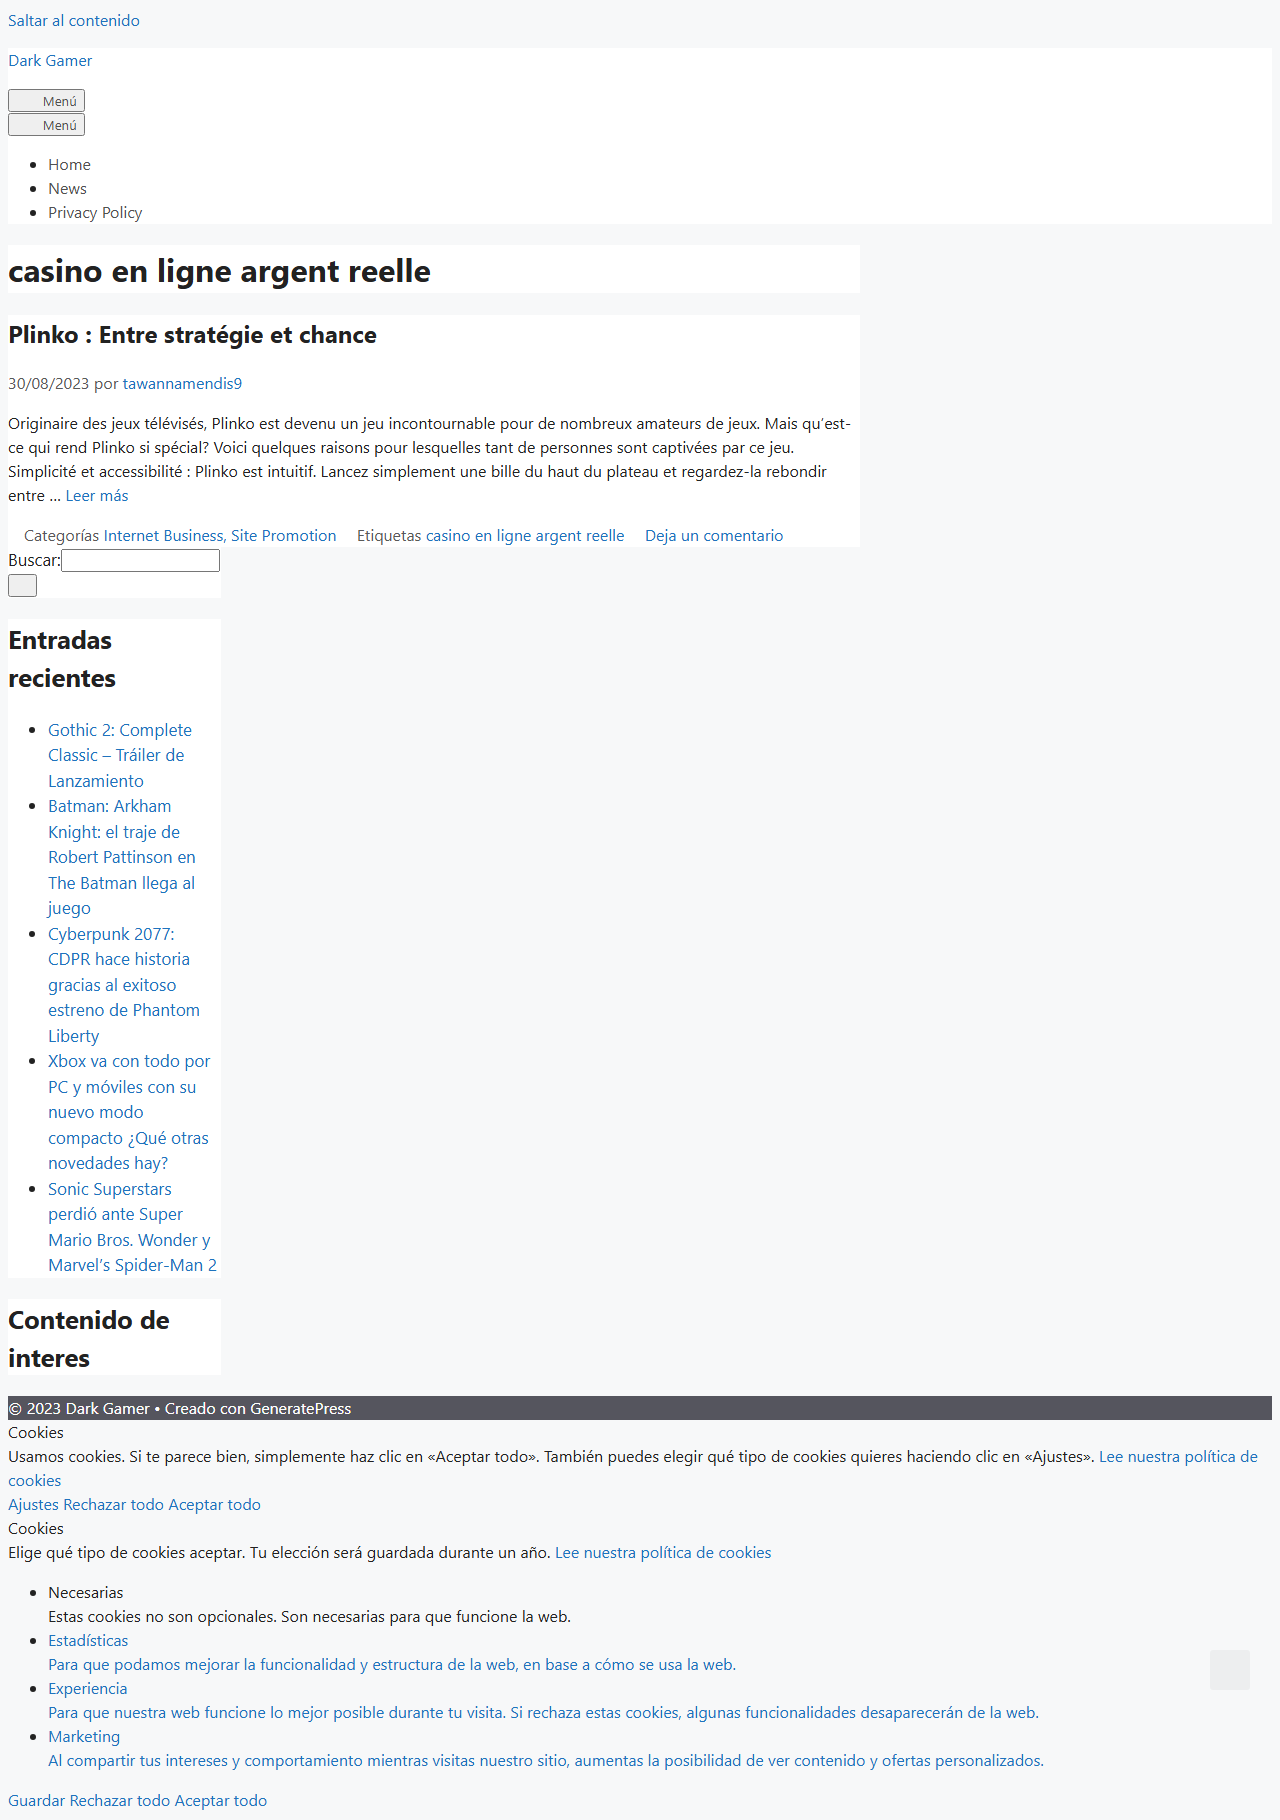 Saltar al contenido
Dark Gamer
Menú
Menú
Home
News
Privacy Policy
casino en ligne argent reelle
Plinko : Entre stratégie et chance
30/08/2023 por tawannamendis9
Originaire des jeux télévisés, Plinko est devenu un jeu incontournable pour de nombreux amateurs de jeux. Mais qu’est-
ce qui rend Plinko si spécial? Voici quelques raisons pour lesquelles tant de personnes sont captivées par ce jeu.
Simplicité et accessibilité : Plinko est intuitif. Lancez simplement une bille du haut du plateau et regardez-la rebondir
entre ... Leer más
Categorías Internet Business, Site Promotion Etiquetas casino en ligne argent reelle Deja un comentario
Buscar:
Entradas
recientes
Gothic 2: Complete
Classic – Tráiler de
Lanzamiento
Batman: Arkham
Knight: el traje de
Robert Pattinson en
The Batman llega al
juego
Cyberpunk 2077:
CDPR hace historia
gracias al exitoso
estreno de Phantom
Liberty
Xbox va con todo por
PC y móviles con su
nuevo modo
compacto ¿Qué otras
novedades hay?
Sonic Superstars
perdió ante Super
Mario Bros. Wonder y
Marvel’s Spider-Man 2
Contenido de
interes
© 2023 Dark Gamer • Creado con GeneratePress
Cookies
Usamos cookies. Si te parece bien, simplemente haz clic en «Aceptar todo». También puedes elegir qué tipo de cookies quieres haciendo clic en «Ajustes». Lee nuestra política de
cookies
Ajustes Rechazar todo Aceptar todo
Cookies
Elige qué tipo de cookies aceptar. Tu elección será guardada durante un año. Lee nuestra política de cookies
Necesarias
Estas cookies no son opcionales. Son necesarias para que funcione la web.
Estadísticas
Para que podamos mejorar la funcionalidad y estructura de la web, en base a cómo se usa la web.
Experiencia
Para que nuestra web funcione lo mejor posible durante tu visita. Si rechaza estas cookies, algunas funcionalidades desaparecerán de la web.
Marketing
Al compartir tus intereses y comportamiento mientras visitas nuestro sitio, aumentas la posibilidad de ver contenido y ofertas personalizados.
Guardar Rechazar todo Aceptar todo